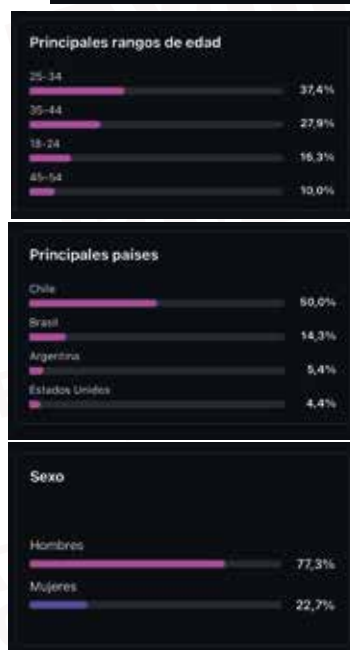 Principales rangos de edad
25-34
37,4%
35-44
27,9%
18-24
16,3%
45-54
10,0%
Principales paises
Chile
50,0%
Brasil
14,3%
Argentina
5,4%
Estados Unidos
4,4%
Sexo
Hombres
77,3%
Mujeres
22,7%